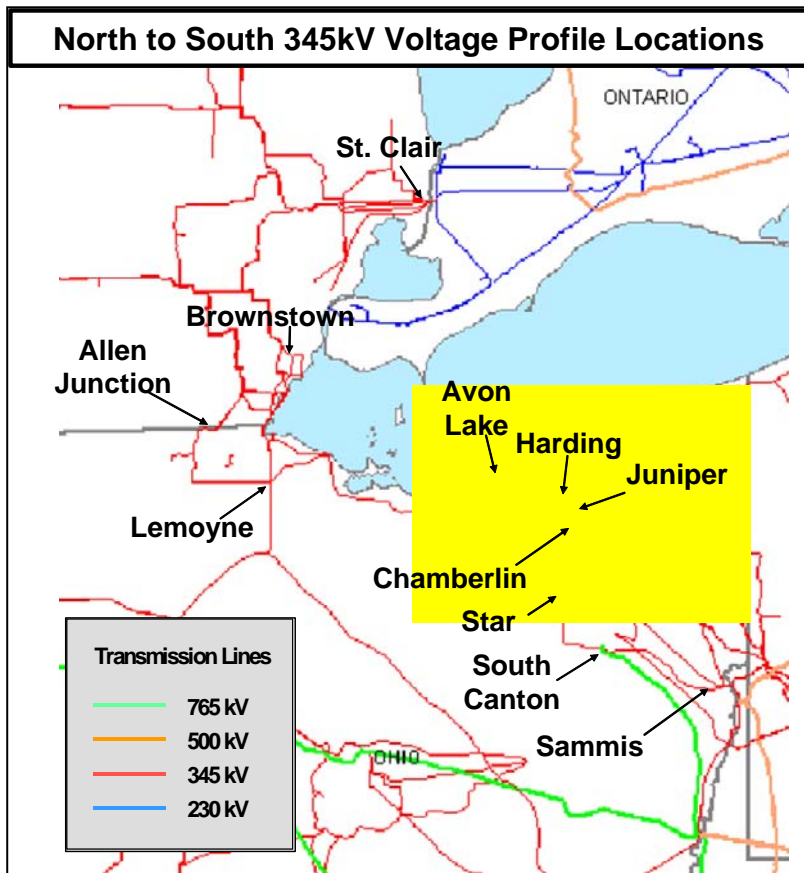 North to South 345kV Voltage Profile Locations
ONTARIO
St. Clair
Brownstown
Allen
Junction
Avon
Lake
Harding
Juniper
Lemoyne
Chamberlin
Star
South
Canton
Sammis
OHIO
Transmission Lines
765 kV
500 kV
345 kV
230 kV